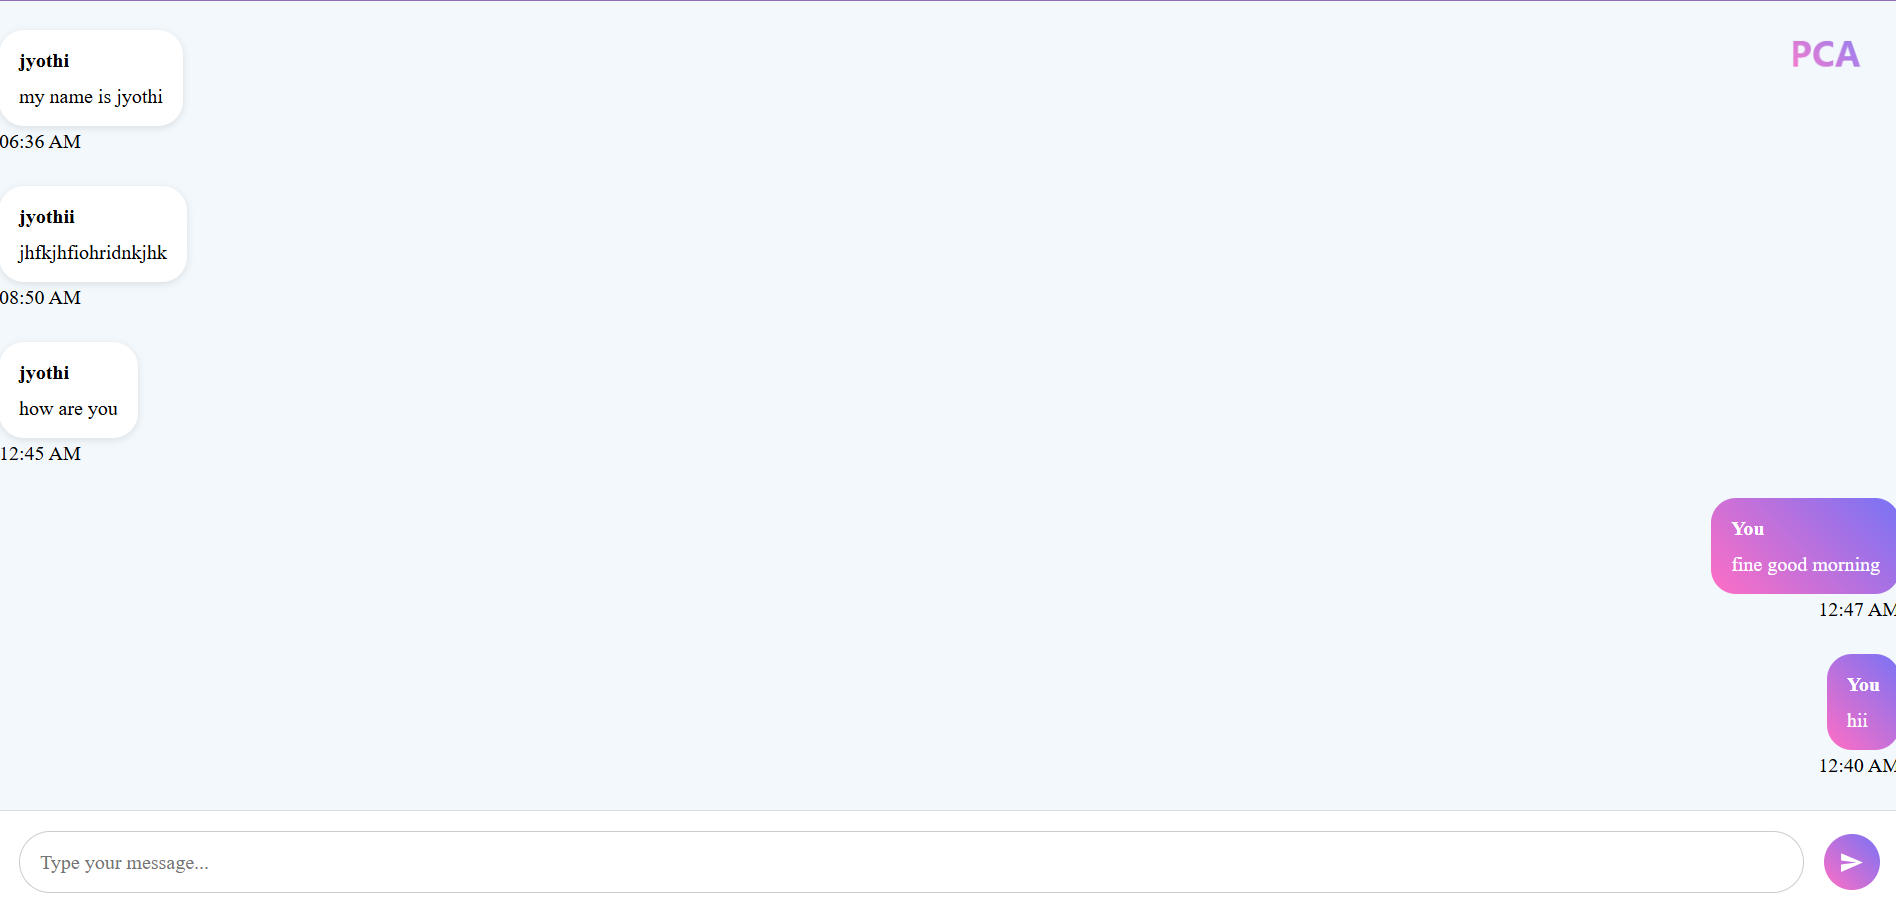 PCA
jyothi
my name is jyothi
06:36 AM
jyothii
jhfkjhfiohridnkjhk
08:50 AM
jyothi
how are you
12:45 AM
You
fine good morning
12:47 AM
You
hii
12:40 AM
Type your message...